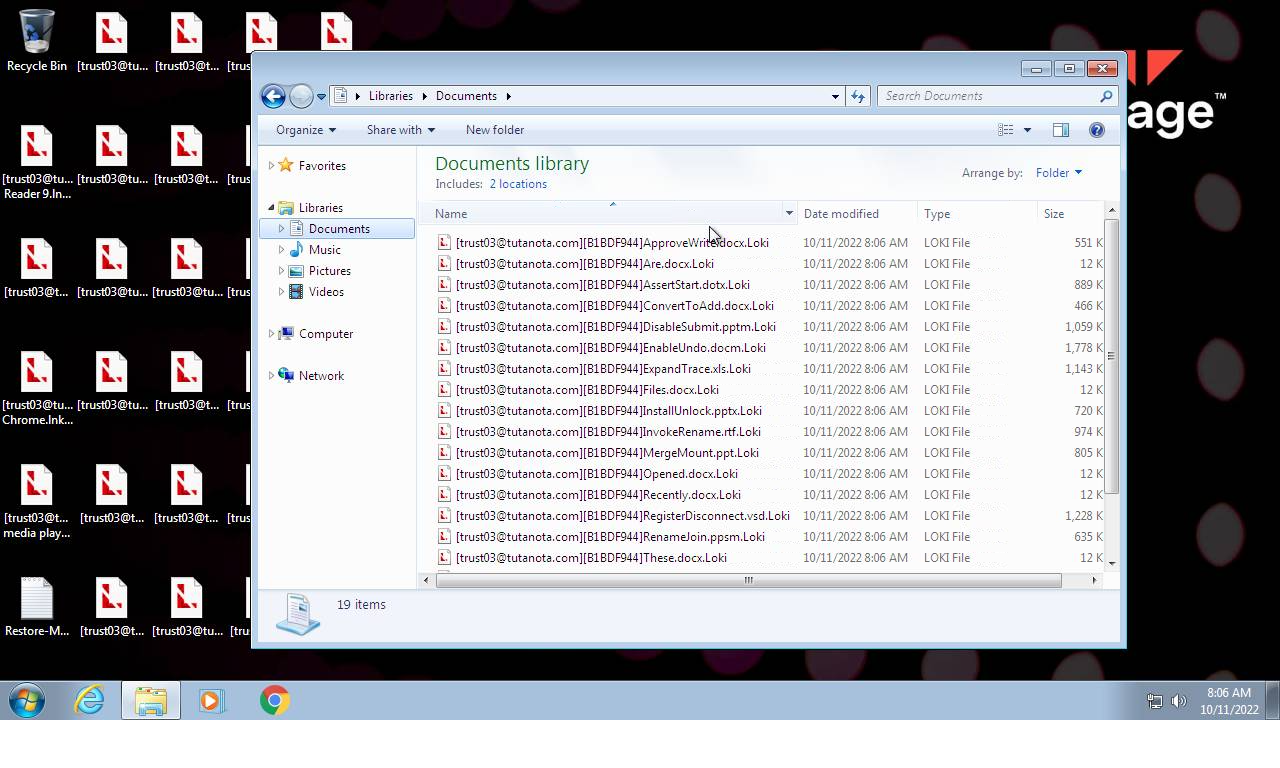 Recycle Bin
[trust03@tu...
[trust03@t...
[trus
age™
Libraries
Documents
Search Documents
Organize
Share with
New folder
Favorites
Libraries
Documents
Music
Pictures
Videos
Computer
Network
Documents library
Includes: 2 locations
Arrange by: Folder
Name
Date modified
Type
Size
[trust03@tutanota.com][B1BDF944]ApproveWrite.docx.Loki 10/11/2022 8:06 AM LOKI File 551 K
[trust03@tutanota.com][B1BDF944]Are.docx.Loki 10/11/2022 8:06 AM LOKI File 12 K
[trust03@tutanota.com][B1BDF944]AssertStart.dotx.Loki 10/11/2022 8:06 AM LOKI File 889 K
[trust03@tutanota.com][B1BDF944]ConvertToAdd.docx.Loki 10/11/2022 8:06 AM LOKI File 466 K
[trust03@tutanota.com][B1BDF944]DisableSubmit.pptm.Loki 10/11/2022 8:06 AM LOKI File 1,059 K
[trust03@tutanota.com][B1BDF944]EnableUndo.docm.Loki 10/11/2022 8:06 AM LOKI File 1,778 K
[trust03@tutanota.com][B1BDF944]ExpandTrace.xls.Loki 10/11/2022 8:06 AM LOKI File 1,143 K
[trust03@tutanota.com][B1BDF944]Files.docx.Loki 10/11/2022 8:06 AM LOKI File 12 K
[trust03@tutanota.com][B1BDF944]InstallUnlock.pptx.Loki 10/11/2022 8:06 AM LOKI File 720 K
[trust03@tutanota.com][B1BDF944]InvokeRename.rtf.Loki 10/11/2022 8:06 AM LOKI File 974 K
[trust03@tutanota.com][B1BDF944]MergeMount.ppt.Loki 10/11/2022 8:06 AM LOKI File 805 K
[trust03@tutanota.com][B1BDF944]Opened.docx.Loki 10/11/2022 8:06 AM LOKI File 12 K
[trust03@tutanota.com][B1BDF944]Recently.docx.Loki 10/11/2022 8:06 AM LOKI File 12 K
[trust03@tutanota.com][B1BDF944]RegisterDisconnect.vsd.Loki 10/11/2022 8:06 AM LOKI File 1,228 K
[trust03@tutanota.com][B1BDF944]RenameJoin.ppsm.Loki 10/11/2022 8:06 AM LOKI File 635 K
[trust03@tutanota.com][B1BDF944]These.docx.Loki 10/11/2022 8:06 AM LOKI File 12 K
19 items
[trust03@tu...
Reader 9.ln...
[trust03@tu...
[trust03@t...
[trus
[trust03@t...
[trust03@tu...
[trust03@tu...
[trus
[trust03@tu...
Chrome.lnk...
[trust03@tu...
[trust03@t...
[trus
[trust03@t...
media play...
[trust03@t...
[trust03@t...
[trus
Restore-M...
[trust03@t...
[trust03@tu...
[tru
8:06 AM
10/11/2022